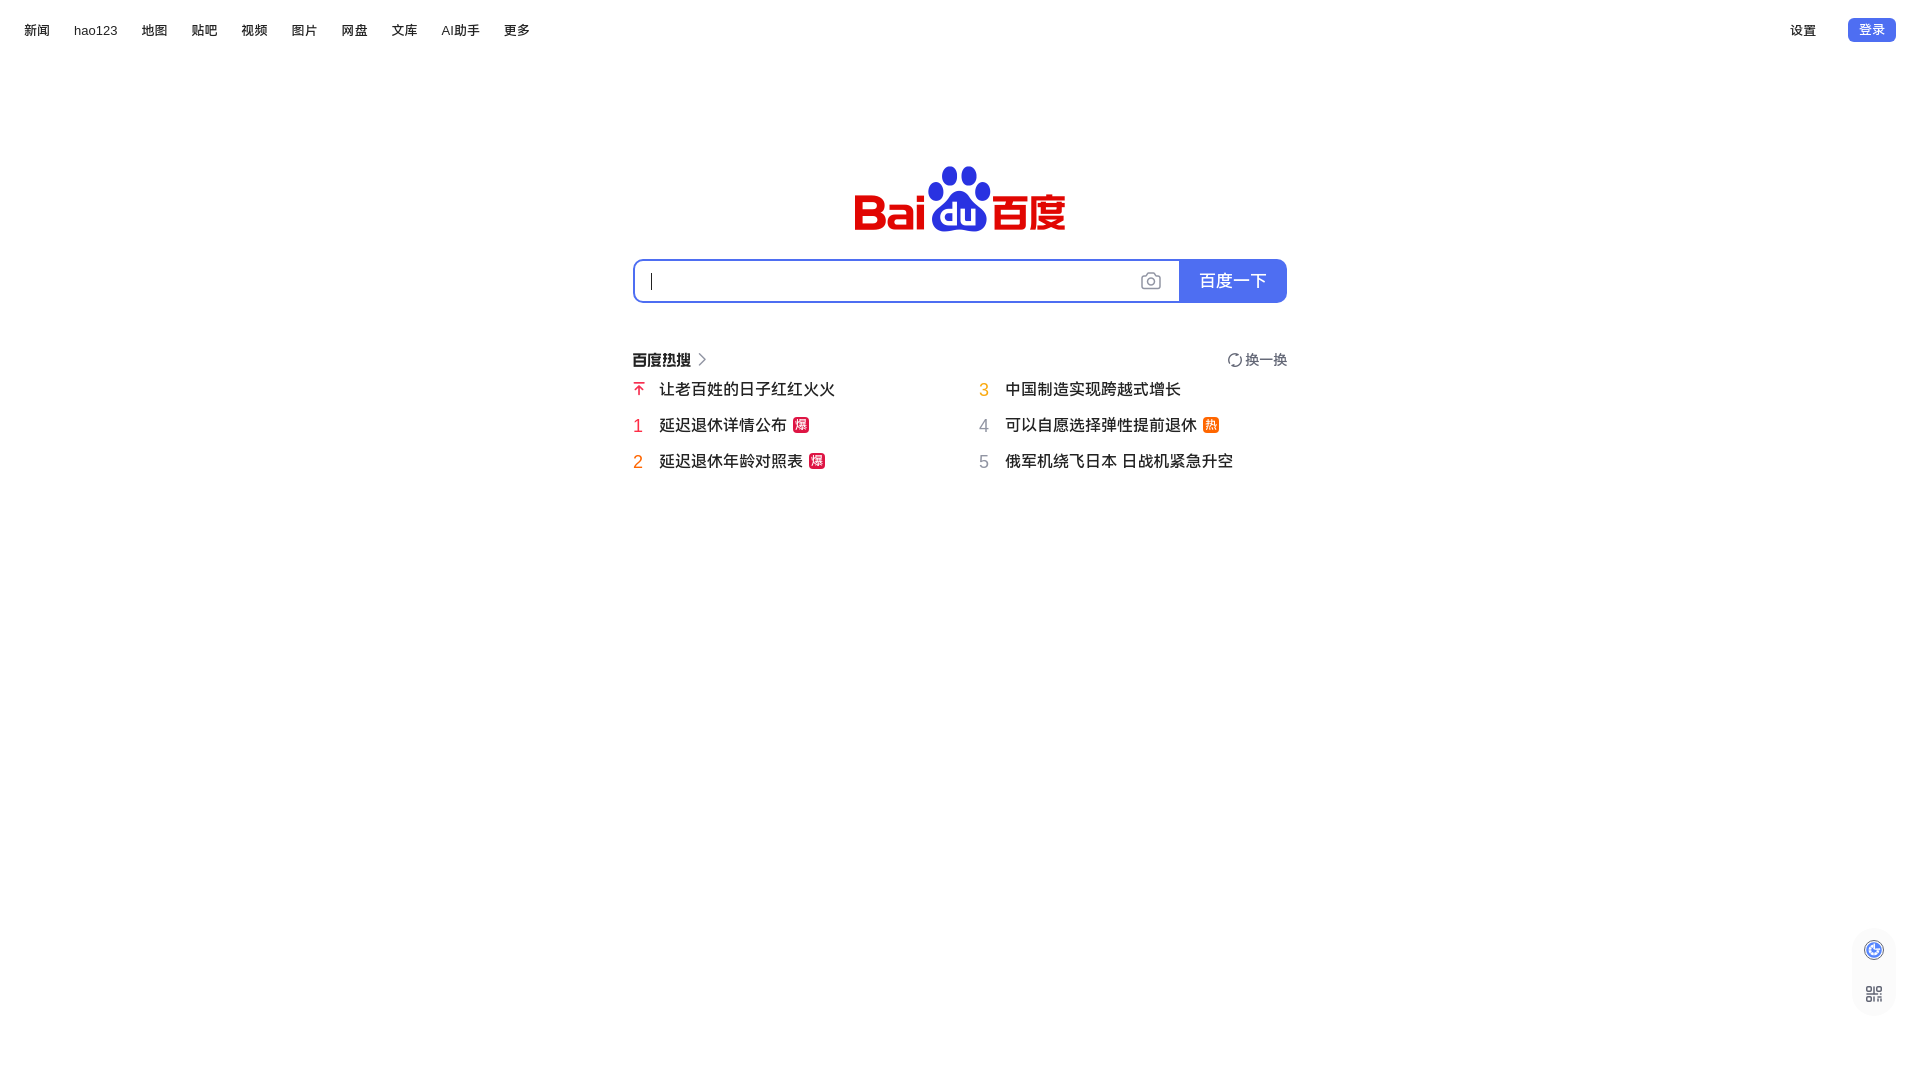 新闻 hao123 地图 贴吧 视频 图片 网盘 文库 AI助手 更多 设置 登录
Bai du 百度
百度一下
百度热搜 换一换
让老百姓的日子红红火火
1 延迟退休详情公布 爆
2 延迟退休年龄对照表 爆
3 中国制造实现跨越式增长
4 可以自愿选择弹性提前退休 热
5 俄军机绕飞日本 日战机紧急升空